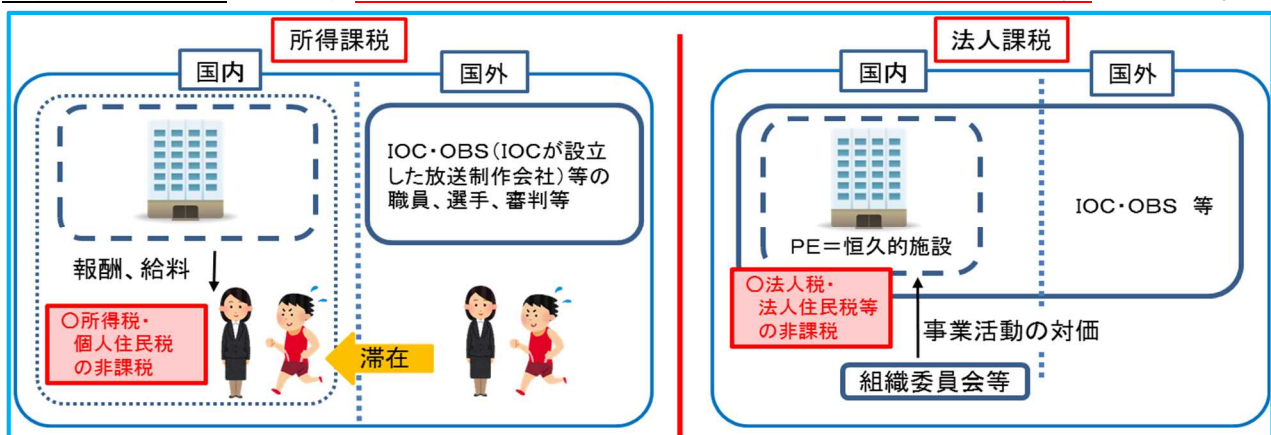 所得課税
国内
国外
IOC・OBS(IOCが設立
した放送制作会社)等の
職員、選手、審判等
報酬、給料
○所得税・
個人住民税
の非課税
滞在
法人課税
国内
国外
PE=恒久的施設
IOC・OBS 等
○法人税・
法人住民税等
の非課税
事業活動の対価
組織委員会等